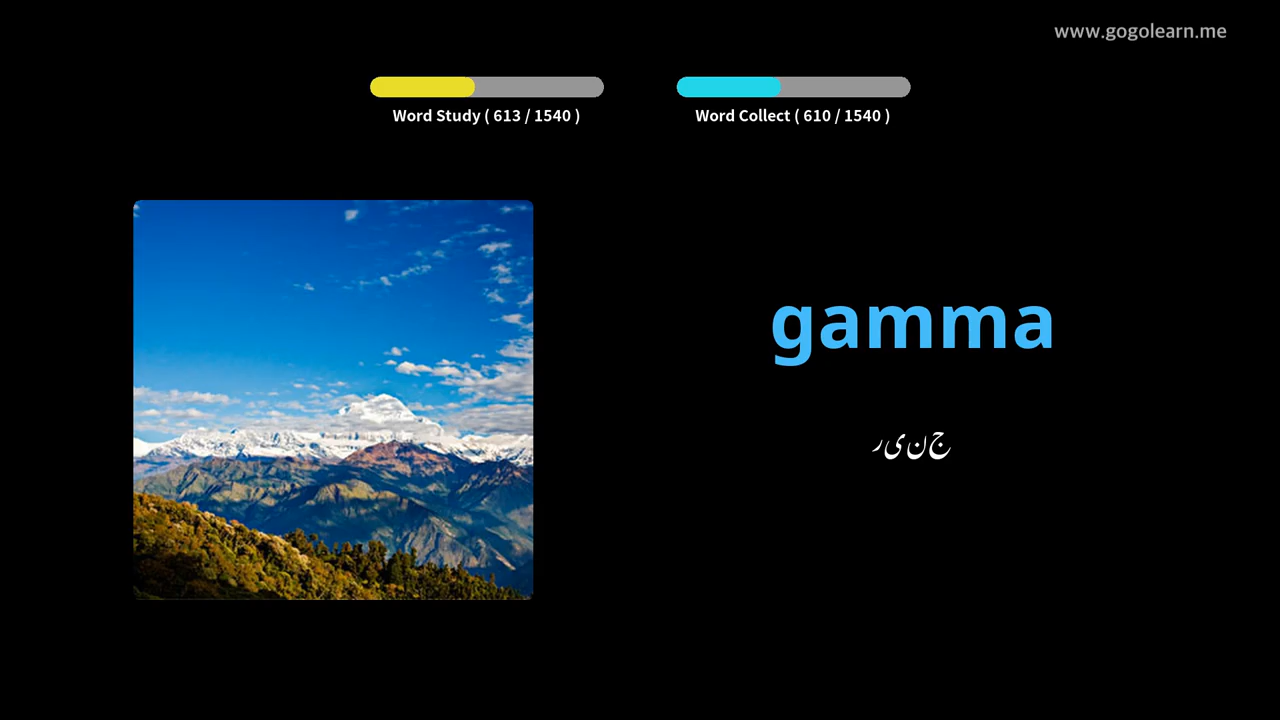 www.gogolearn.me
Word Study ( 613 / 1540 )
Word Collect ( 610 / 1540 )
gamma
ج ن ی ر